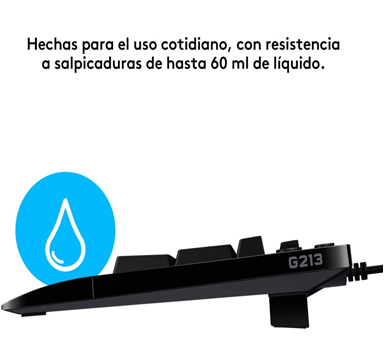 Hechas para el uso cotidiano, con resistencia
a salpicaduras de hasta 60 ml de líquido.
G213